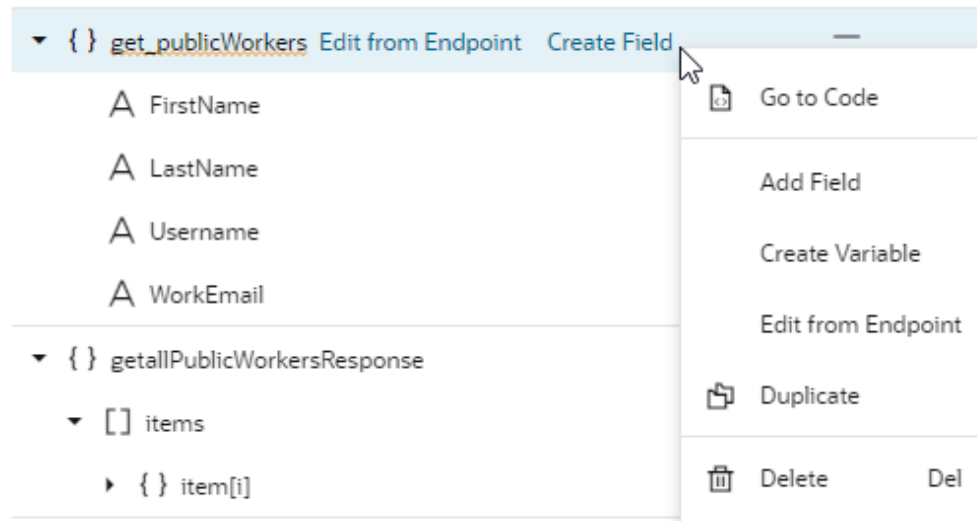 { } get_publicWorkers Edit from Endpoint Create Field
Go to Code
A FirstName
Add Field
A LastName
Create Variable
A Username
Edit from Endpoint
A WorkEmail
{ } getallPublicWorkersResponse
Duplicate
[] items
Delete Del
{ } item[i]